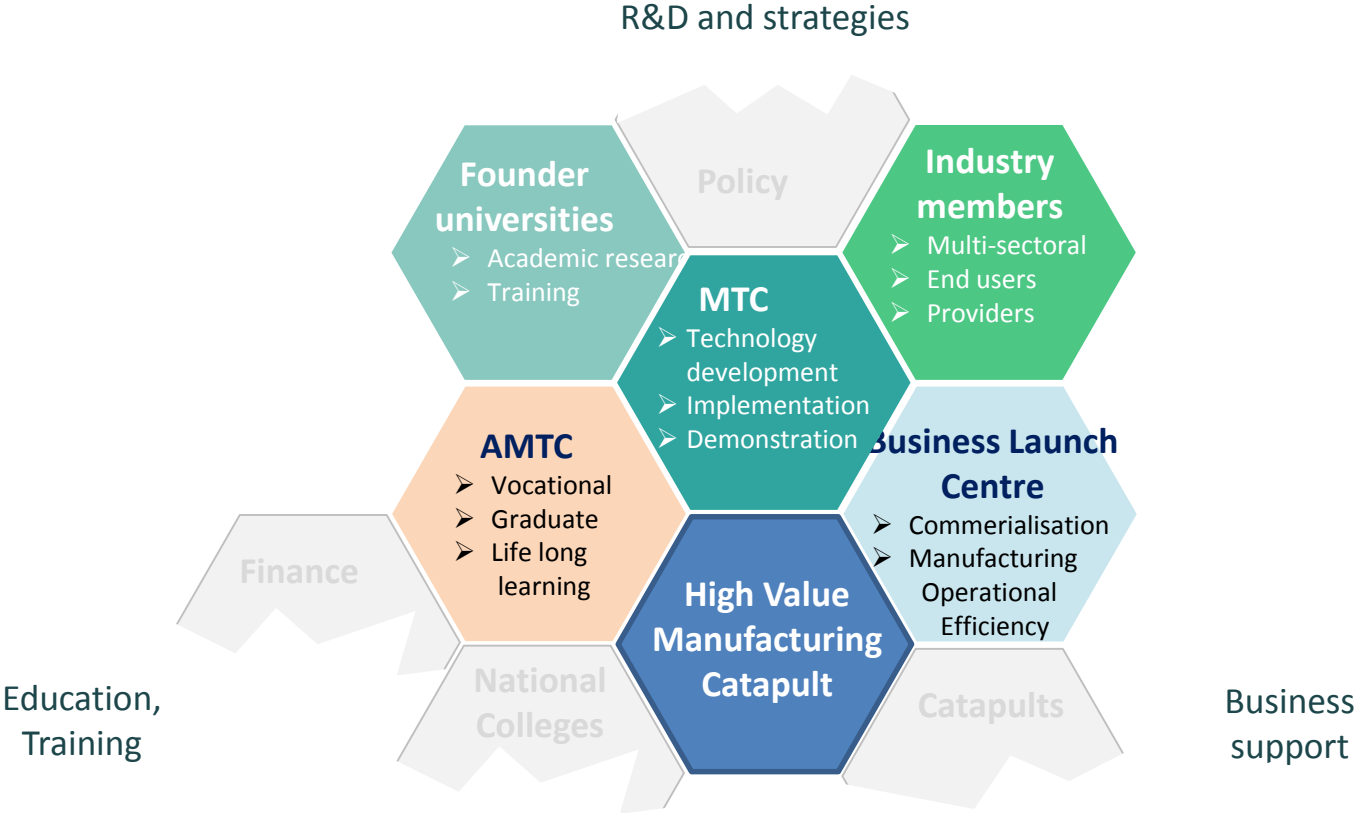 R&D and strategies
Policy
Founder
universities
➢ Academic researc
➢ Training
Industry
members
➢ Multi-sectoral
➢ End users
➢ Providers
MTC
➢ Technology
development
➢ Implementation
➢ Demonstration
AMTC
➢ Vocational
➢ Graduate
➢ Life long
learning
Business Launch
Centre
➢ Commerialisation
➢ Manufacturing
Operational
Efficiency
Finance
High Value
Manufacturing
Catapult
National
Colleges
Catapults
Education,
Training
Business
support